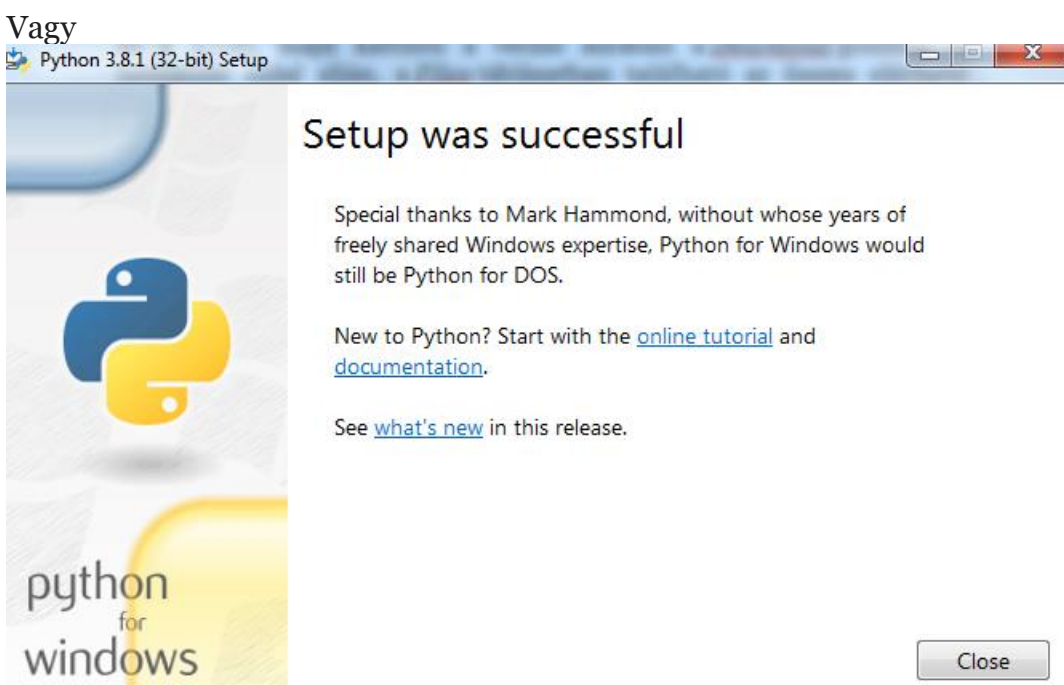 Vagy
Python 3.8.1 (32-bit) Setup
Setup was successful
Special thanks to Mark Hammond, without whose years of
freely shared Windows expertise, Python for Windows would
still be Python for DOS.
New to Python? Start with the online tutorial and
documentation.
See what's new in this release.
python
for
windows
Close